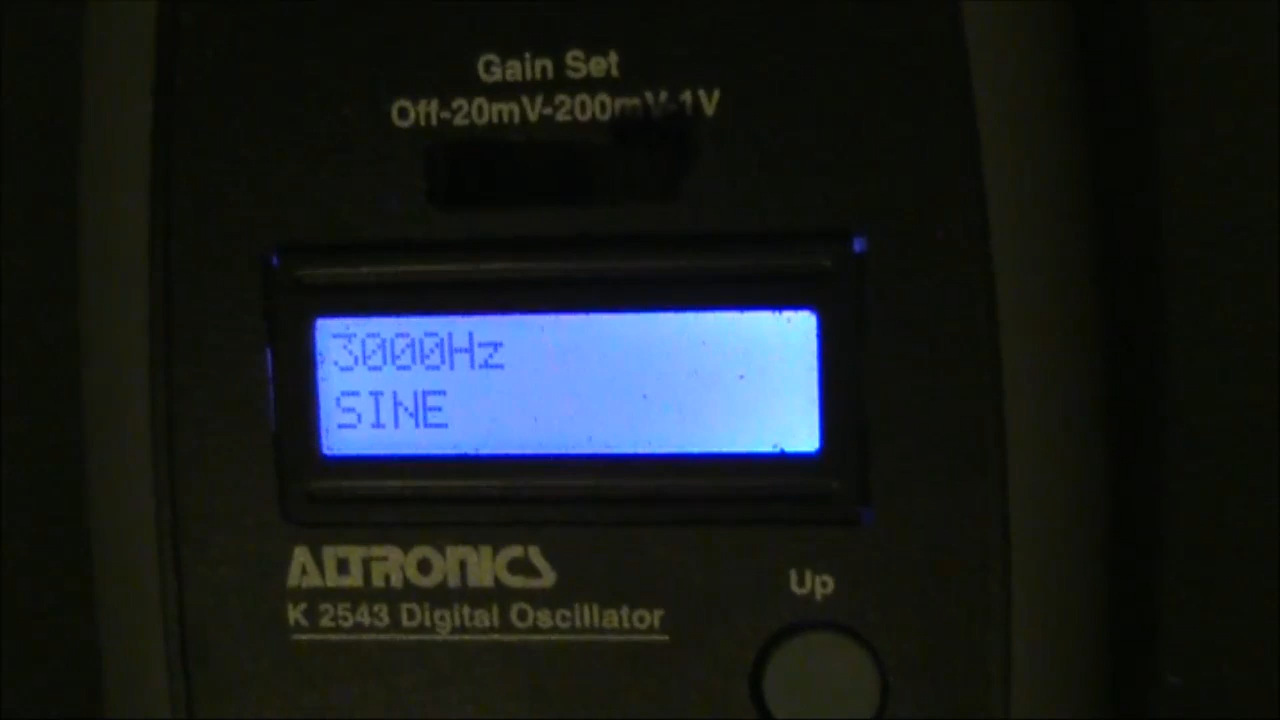 Gain Set
Off-20mV-200mV-1V
3000Hz
SINE
ALTRONICS
K 2543 Digital Oscillator
Up